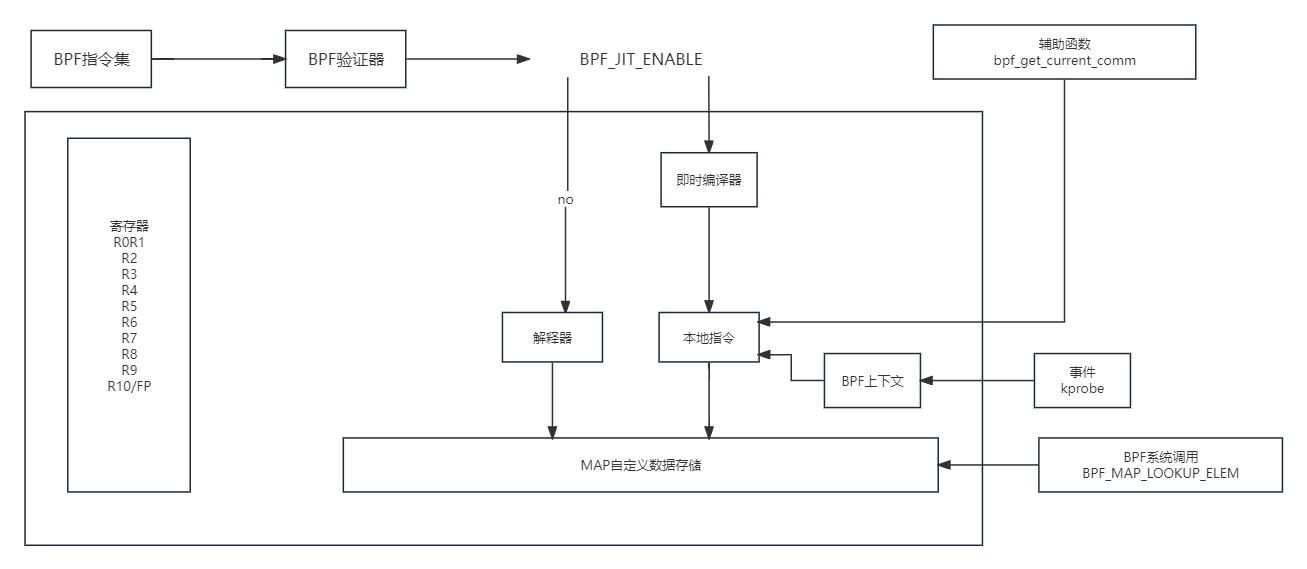 BPF指令集
BPF验证器
BPF_JIT_ENABLE
辅助函数
bpf_get_current_comm
即时编译器
no
寄存器
R0R1
R2
R3
R4
R5
R6
R7
R8
R9
R10/FP
解释器
本地指令
BPF上下文
事件
kprobe
MAP自定义数据存储
BPF系统调用
BPF_MAP_LOOKUP_ELEM